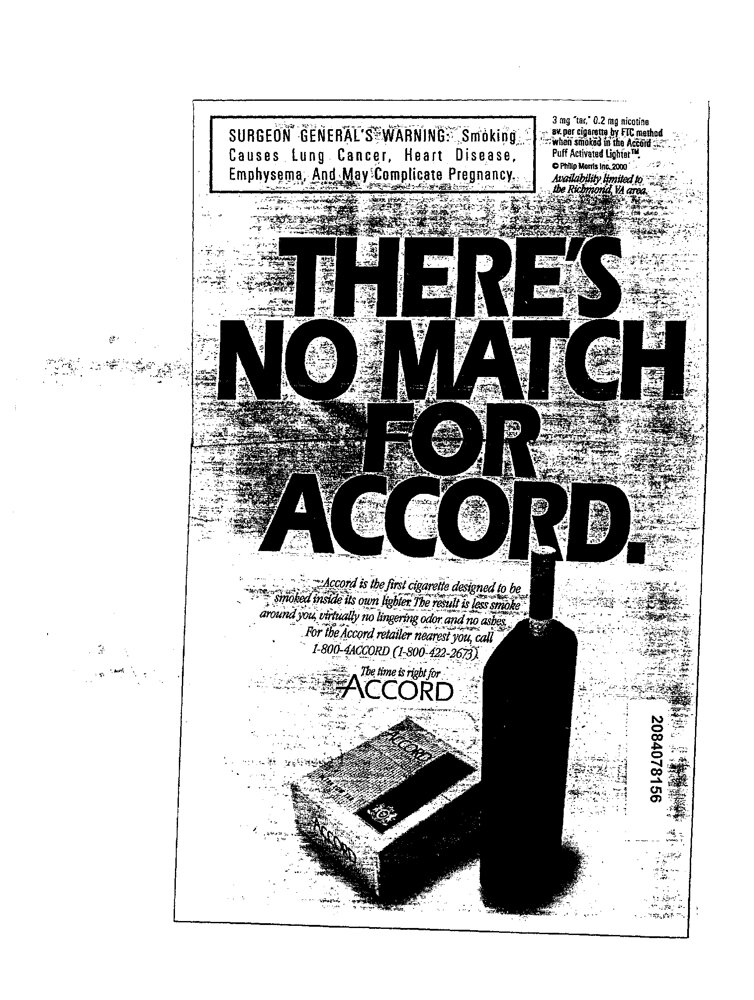 SURGEON GENERAL'S WARNING: Smoking
Causes Lung Cancer, Heart Disease,
Emphysema, And May Complicate Pregnancy.
3 mg "tar," 0.2 mg nicotine
av. per cigarette by FTC method
when smoked in the Accord
Puff Activated Lighter™.
© Philip Morris Inc. 2000
Availability limited to
the Richmond, VA area.
THERE'S
NO MATCH
FOR
ACCORD.
Accord is the first cigarette designed to be
smoked inside its own lighter. The result is less smoke
around you, virtually no lingering odor and no ashes.
For the Accord retailer nearest you, call
1-800-4ACCORD (1-800-422-2673).
The time is right for
ACCORD
ACCORD
ACCORD
2084078156